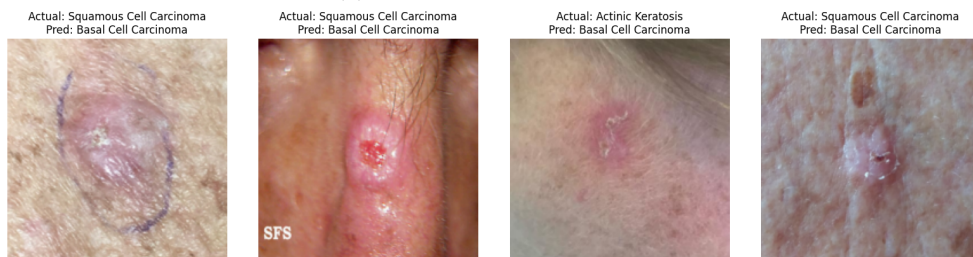 Actual: Squamous Cell Carcinoma
Pred: Basal Cell Carcinoma
Actual: Squamous Cell Carcinoma
Pred: Basal Cell Carcinoma
Actual: Actinic Keratosis
Pred: Basal Cell Carcinoma
Actual: Squamous Cell Carcinoma
Pred: Basal Cell Carcinoma
SFS